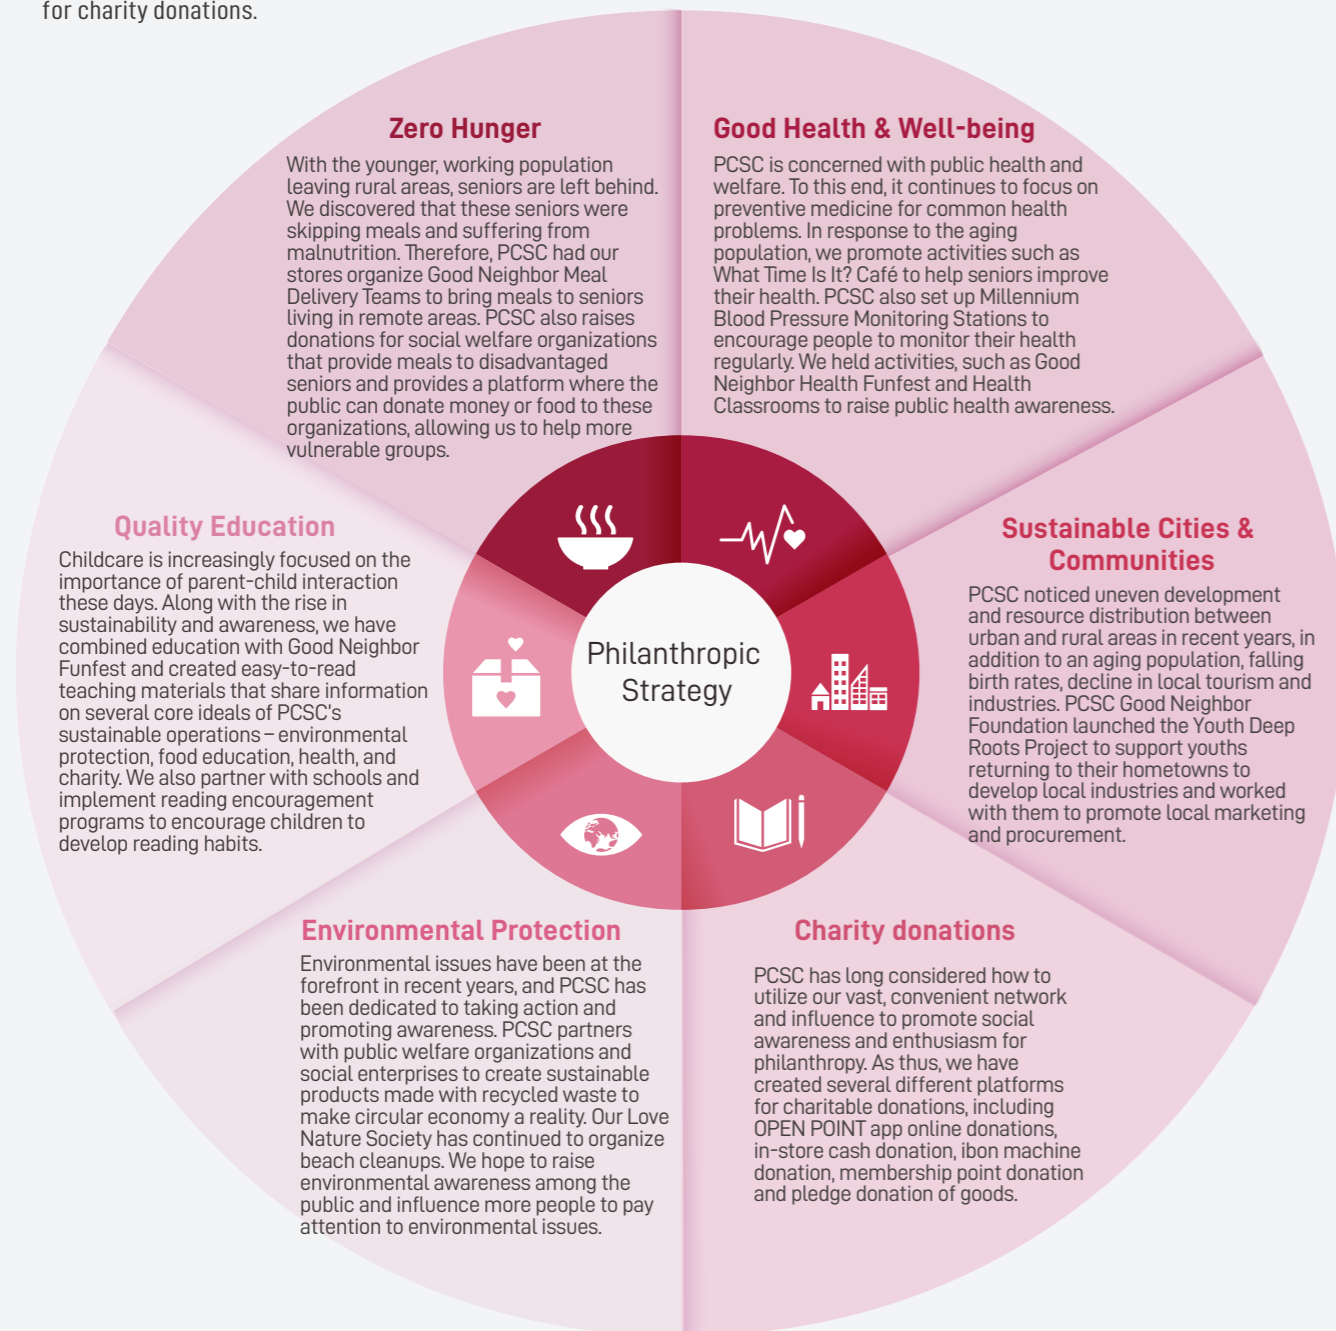 for charity donations.
Zero Hunger
With the younger, working population
leaving rural areas, seniors are left behind.
We discovered that these seniors were
skipping meals and suffering from
malnutrition. Therefore, PCSC had our
stores organize Good Neighbor Meal
Delivery Teams to bring meals to seniors
living in remote areas. PCSC also raises
donations for social welfare organizations
that provide meals to disadvantaged
seniors and provides a platform where the
public can donate money or food to these
organizations, allowing us to help more
vulnerable groups.
Good Health & Well-being
PCSC is concerned with public health and
welfare. To this end, it continues to focus on
preventive medicine for common health
problems. In response to the aging
population, we promote activities such as
What Time Is It? Café to help seniors improve
their health. PCSC also set up Millennium
Blood Pressure Monitoring Stations to
encourage people to monitor their health
regularly. We held activities, such as Good
Neighbor Health Funfest and Health
Classrooms to raise public health awareness.
Quality Education
Childcare is increasingly focused on the
importance of parent-child interaction
these days. Along with the rise in
sustainability and awareness, we have
combined education with Good Neighbor
Funfest and created easy-to-read
teaching materials that share information
on several core ideals of PCSC's
sustainable operations – environmental
protection, food education, health, and
charity. We also partner with schools and
implement reading encouragement
programs to encourage children to
develop reading habits.
Philanthropic
Strategy
Sustainable Cities &
Communities
PCSC noticed uneven development
and resource distribution between
urban and rural areas in recent years, in
addition to an aging population, falling
birth rates, decline in local tourism and
industries. PCSC Good Neighbor
Foundation launched the Youth Deep
Roots Project to support youths
returning to their hometowns to
develop local industries and worked
with them to promote local marketing
and procurement.
Environmental Protection
Environmental issues have been at the
forefront in recent years, and PCSC has
been dedicated to taking action and
promoting awareness. PCSC partners
with public welfare organizations and
social enterprises to create sustainable
products made with recycled waste to
make circular economy a reality. Our Love
Nature Society has continued to organize
beach cleanups. We hope to raise
environmental awareness among the
public and influence more people to pay
attention to environmental issues.
Charity donations
PCSC has long considered how to
utilize our vast, convenient network
and influence to promote social
awareness and enthusiasm for
philanthropy. As thus, we have
created several different platforms
for charitable donations, including
OPEN POINT app online donations,
in-store cash donation, ibon machine
donation, membership point donation
and pledge donation of goods.